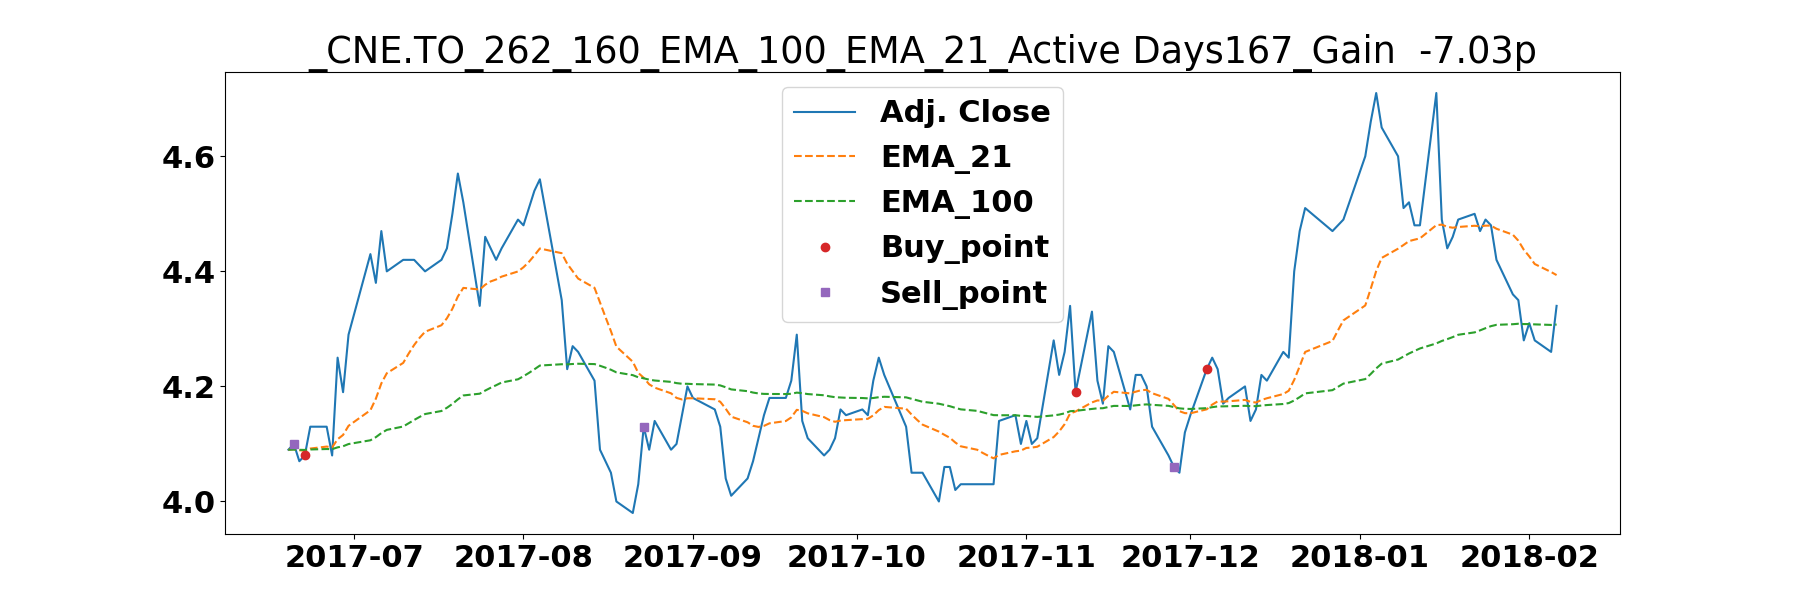 _CNE.TO_262_160_EMA_100_EMA_21_Active Days167_Gain  -7.03p
Adj. Close
EMA_21
EMA_100
Buy_point
Sell_point
4.6
4.4
4.2
4.0
2017-07 2017-08 2017-09 2017-10 2017-11 2017-12 2018-01 2018-02